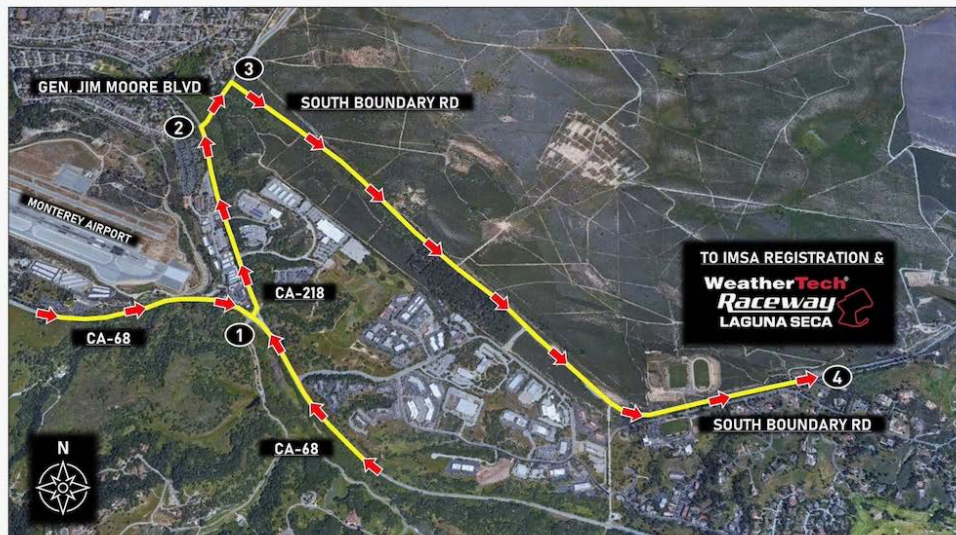 3
GEN. JIM MOORE BLVD
SOUTH BOUNDARY RD
2
MONTEREY AIRPORT
TO IMSA REGISTRATION &
WeatherTech®
Raceway
LAGUNA SECA
CA-218
CA-68
1
4
SOUTH BOUNDARY RD
CA-68
N